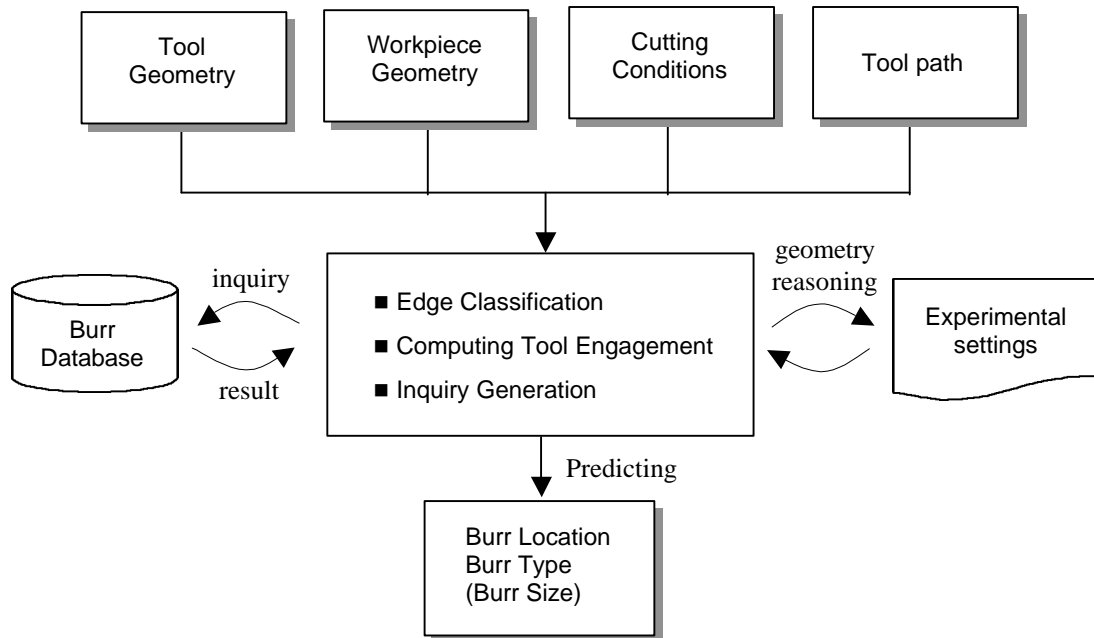 Tool
Geometry
Workpiece
Geometry
Cutting
Conditions
Tool path
inquiry
Burr
Database
result
■ Edge Classification
■ Computing Tool Engagement
■ Inquiry Generation
geometry
reasoning
Experimental
settings
Predicting
Burr Location
Burr Type
(Burr Size)